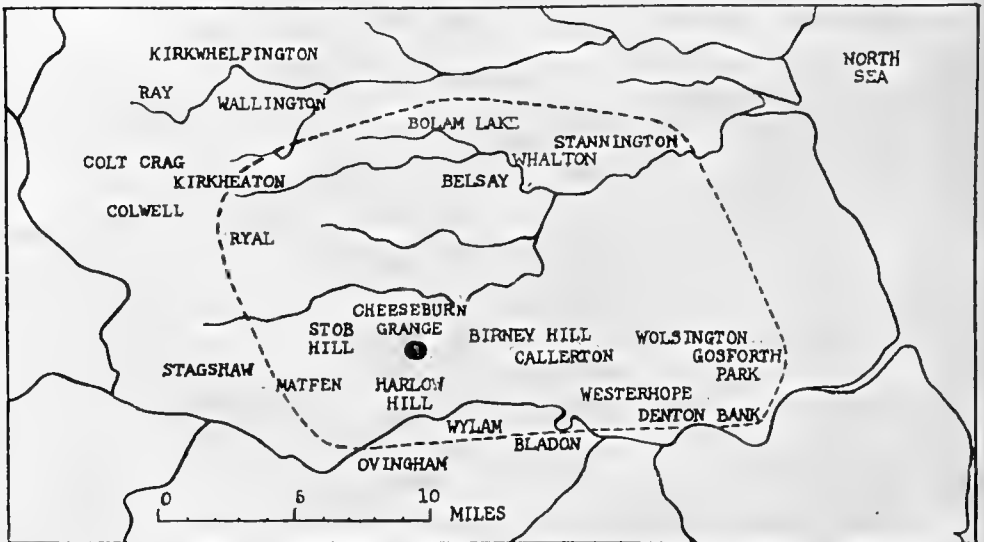 KIRKWHELPINGTON
NORTH
SEA
RAY
WALLINGTON
BOLAM LAKE
STANNINGTON
COLT CRAG
WHALTON
KIRKHEATON
BELSAY
COLWELL
RYAL
CHEESEBURN
GRANGE
STOB
HILL
BIRNEY HILL
CALLERTON
WOLSINGTON
GOSFORTH
PARK
STAGSHAW
MATFEN
HARLOW
HILL
WESTERHOPE
DENTON BANK
WYLAM
BLADON
OVINGHAM
0 5 10
MILES